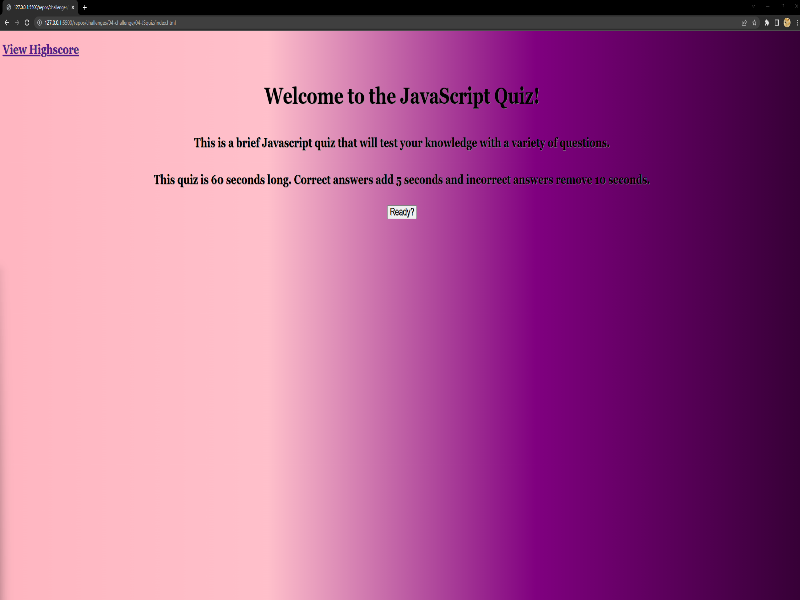 View Highscore
Welcome to the JavaScript Quiz!
This is a brief Javascript quiz that will test your knowledge with a variety of questions.
This quiz is 60 seconds long. Correct answers add 5 seconds and incorrect answers remove 10 seconds.
Ready?